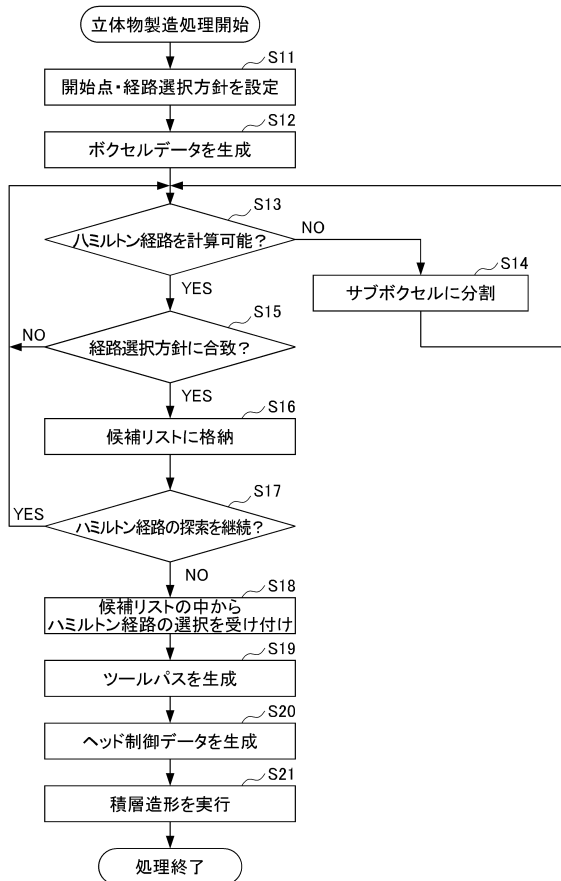 立体物製造処理開始
S11
開始点・経路選択方針を設定
S12
ボクセルデータを生成
S13
ハミルトン経路を計算可能?
NO
YES
S14
サブボクセルに分割
S15
NO
経路選択方針に合致?
YES
S16
候補リストに格納
S17
YES
ハミルトン経路の探索を継続?
NO
S18
候補リストの中から
ハミルトン経路の選択を受け付け
S19
ツールパスを生成
S20
ヘッド制御データを生成
S21
積層造形を実行
処理終了